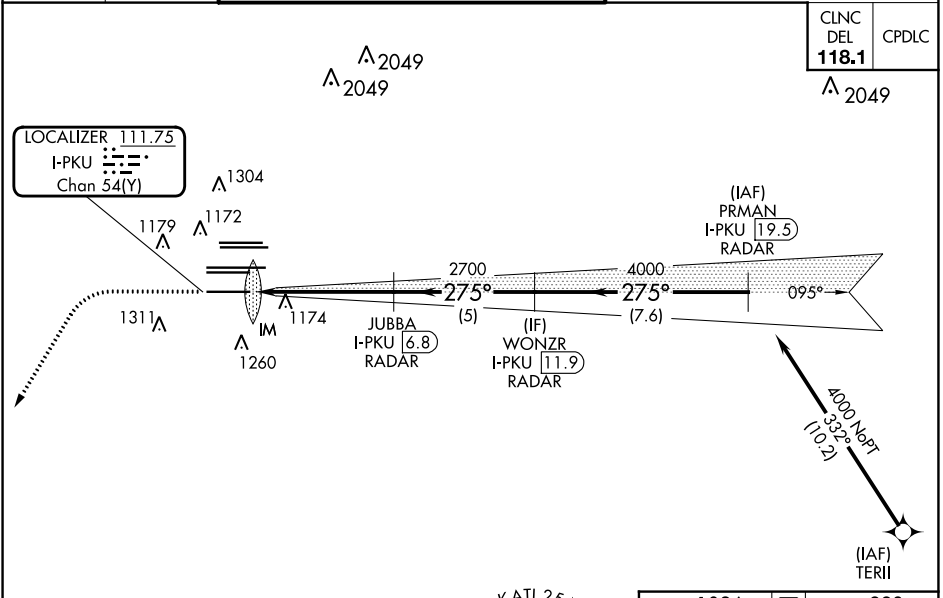 CLNC
DEL
118.1
CPDLC
2049
2049
2049
LOCALIZER 111.75
I-PKU
Chan 54(Y)
1304
1172
1179
(IAF)
PRMAN
I-PKU 19.5
RADAR
2700
4000
275°
275°
095°
(5)
(7.6)
1311
IM
1174
1260
JUBBA
I-PKU 6.8
RADAR
(IF)
WONZR
I-PKU 11.9
RADAR
4000 NoPT
332°
(10.2)
(IAF)
TERII